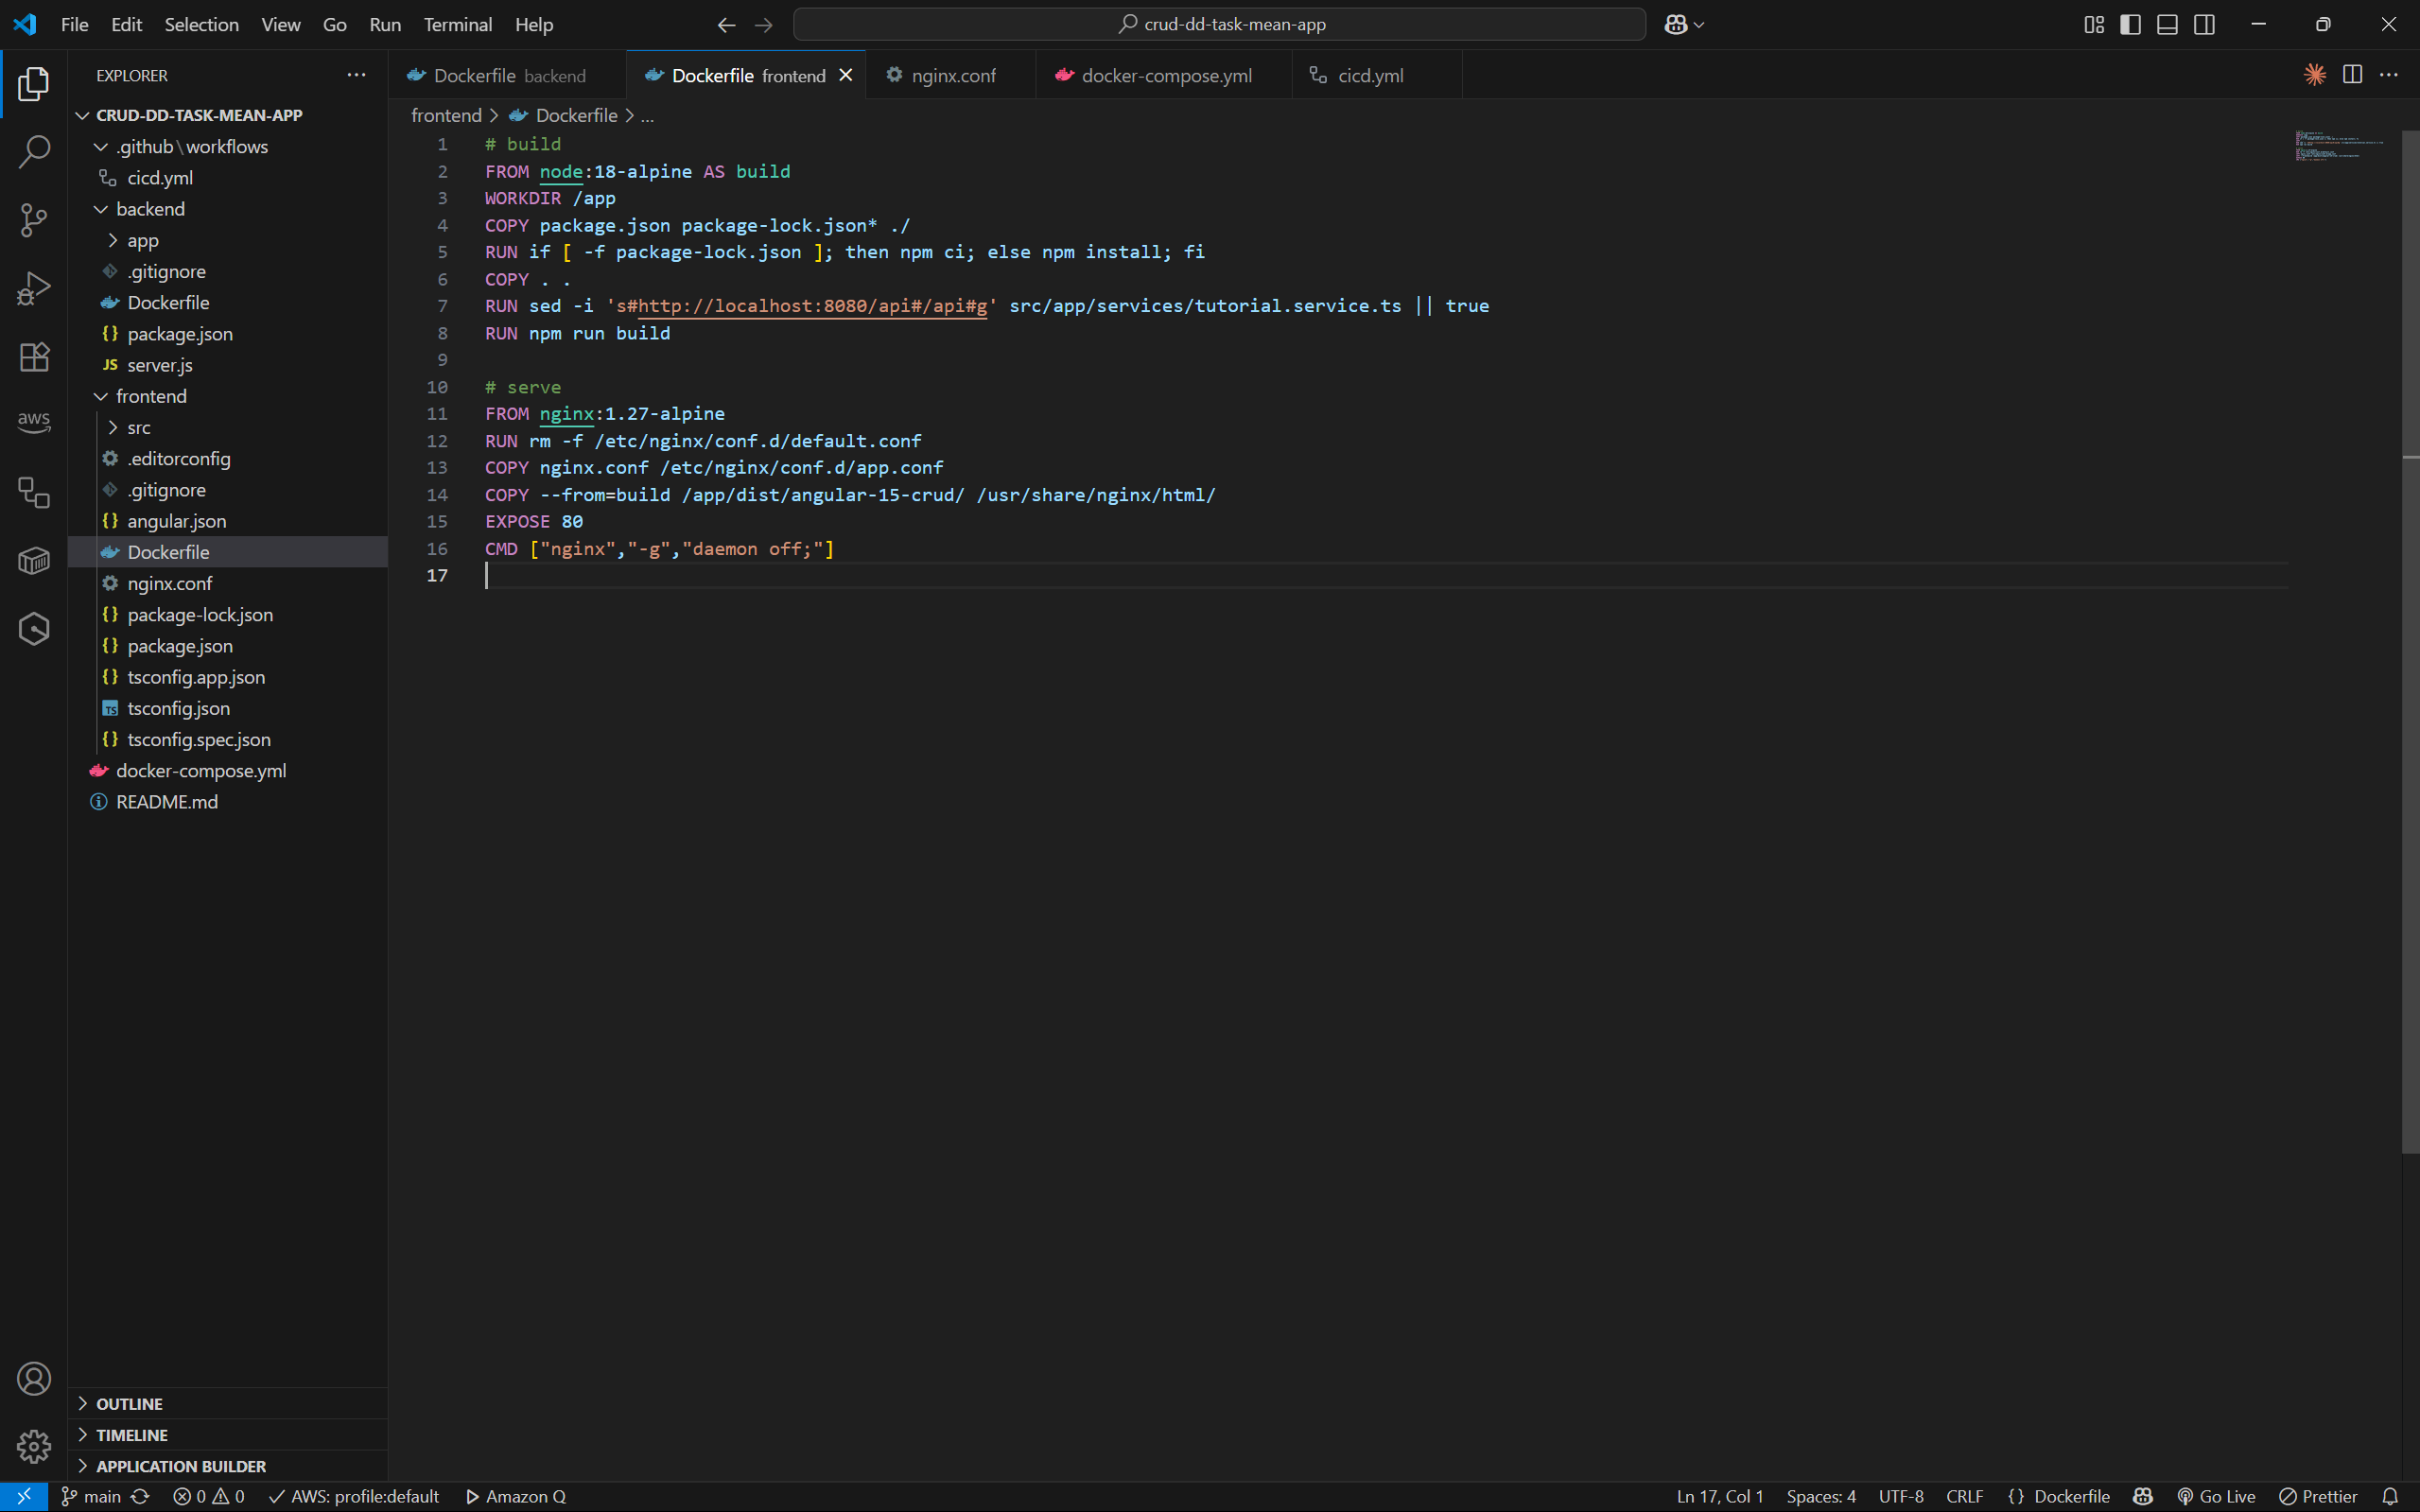 File Edit Selection View Go Run Terminal Help
crud-dd-task-mean-app
EXPLORER
CRUD-DD-TASK-MEAN-APP
.github\workflows
cicd.yml
backend
app
.gitignore
Dockerfile
{} package.json
JS server.js
frontend
src
.editorconfig
.gitignore
{} angular.json
Dockerfile
nginx.conf
{} package-lock.json
{} package.json
{} tsconfig.app.json
TS tsconfig.json
{} tsconfig.spec.json
docker-compose.yml
README.md
OUTLINE
TIMELINE
APPLICATION BUILDER
aws
Dockerfile backend
Dockerfile frontend
nginx.conf
docker-compose.yml
cicd.yml
frontend > Dockerfile > ...
1 # build
2 FROM node:18-alpine AS build
3 WORKDIR /app
4 COPY package.json package-lock.json* ./
5 RUN if [ -f package-lock.json ]; then npm ci; else npm install; fi
6 COPY . .
7 RUN sed -i 's#http://localhost:8080/api#/api#g' src/app/services/tutorial.service.ts || true
8 RUN npm run build
9
10 # serve
11 FROM nginx:1.27-alpine
12 RUN rm -f /etc/nginx/conf.d/default.conf
13 COPY nginx.conf /etc/nginx/conf.d/app.conf
14 COPY --from=build /app/dist/angular-15-crud/ /usr/share/nginx/html/
15 EXPOSE 80
16 CMD ["nginx","-g","daemon off;"]
17
main 0 0 AWS: profile:default Amazon Q
Ln 17, Col 1 Spaces: 4 UTF-8 CRLF {} Dockerfile Go Live Prettier